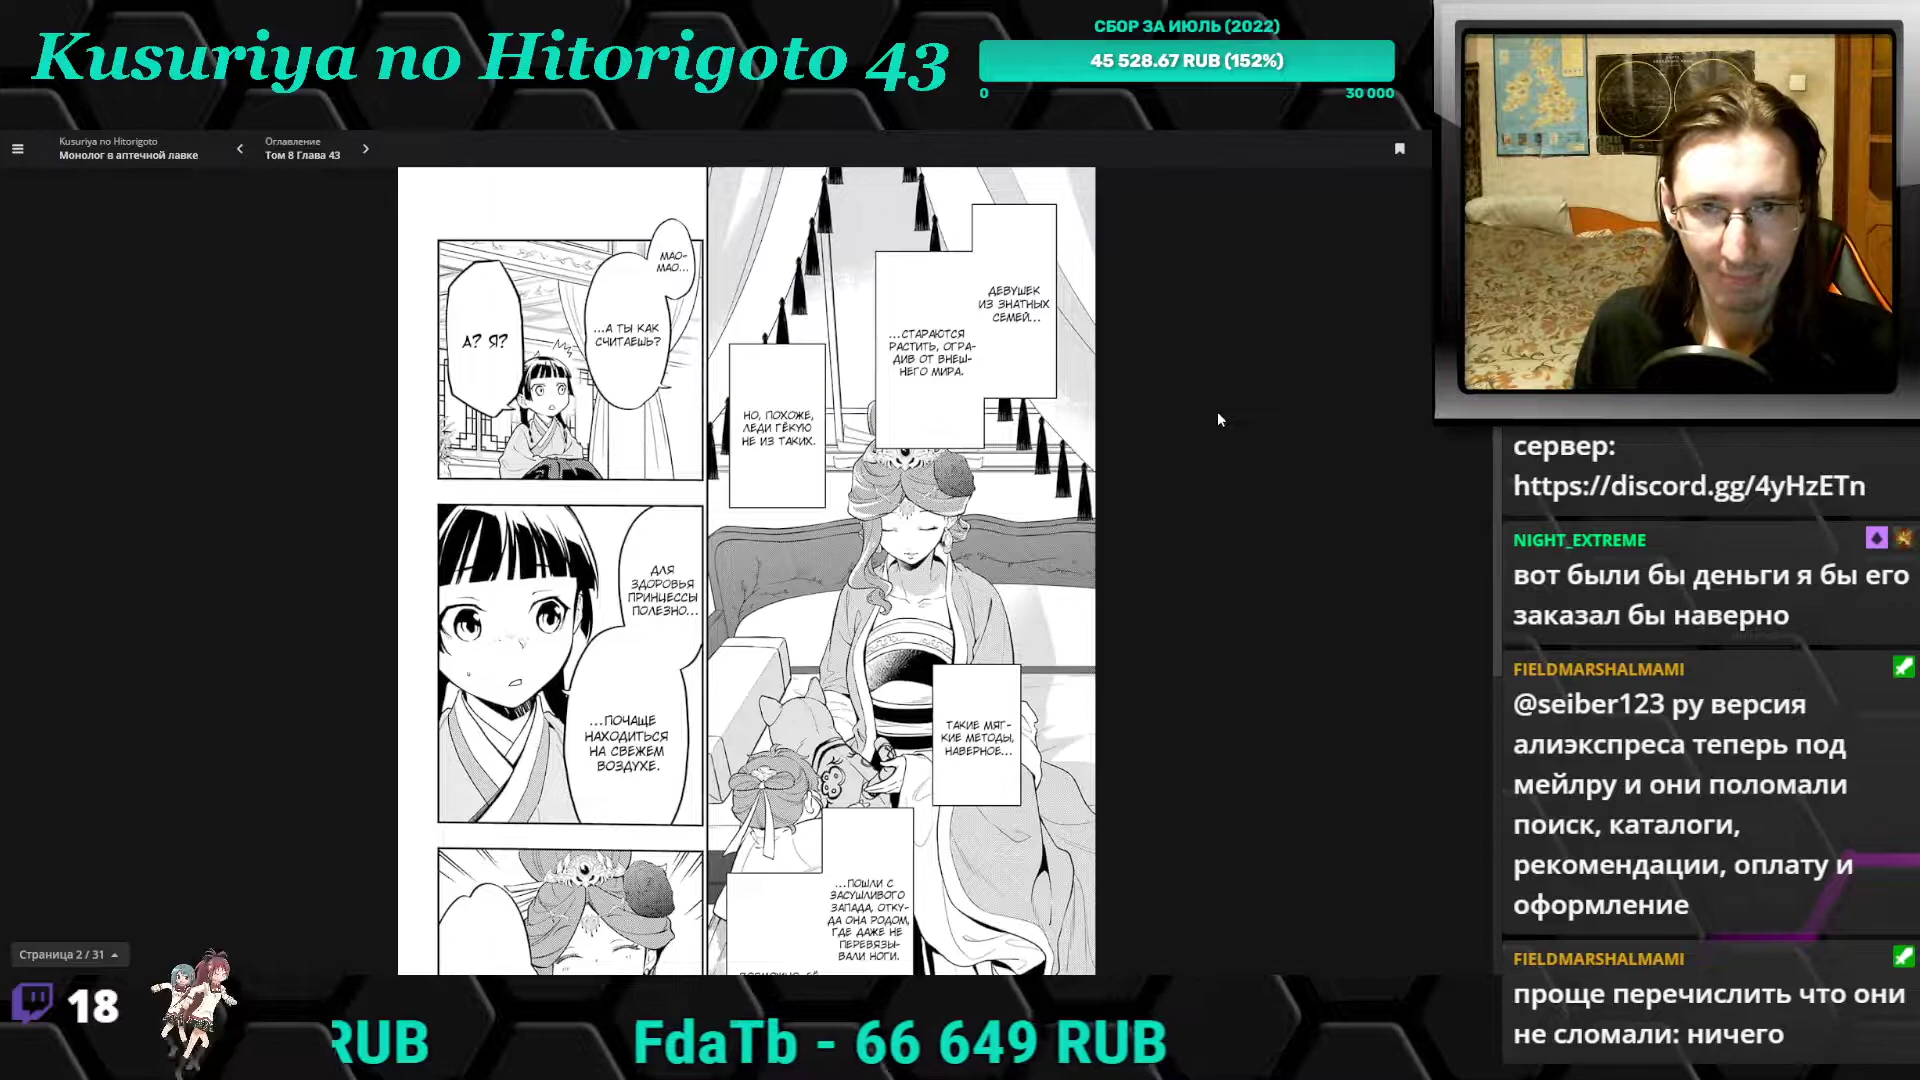 Kusuriya no Hitorigoto 43
СБОР ЗА ИЮЛЬ (2022)
45 528.67 RUB (152%)
0
30 000
Kusuriya no Hitorigoto
Монолог в аптечной лавке
Оглавление
Том 8 Глава 43
ДЕВУШЕК
ИЗ ЗНАТНЫХ
СЕМЕЙ...
...СТАРАЮТСЯ
РАСТИТЬ, ОГРА-
ДИВ ОТ ВНЕШ-
НЕГО МИРА.
НО, ПОХОЖЕ,
ЛЕДИ ГЁКУЮ
НЕ ИЗ ТАКИХ.
ТАКИЕ МЯГ-
КИЕ МЕТОДЫ,
НАВЕРНОЕ...
...ПОШЛИ С
ЗАСУШЛИВОГО
ЗАПАДА, ОТКУ-
ДА ОНА РОДОМ,
ГДЕ ДАЖЕ НЕ
ПЕРЕВЯЗЫ-
ВАЛИ НОГИ.
МАО-
МАО...
...А ТЫ КАК
СЧИТАЕШЬ?
А? Я?
ДЛЯ
ЗДОРОВЬЯ
ПРИНЦЕССЫ
ПОЛЕЗНО...
...ПОЧАЩЕ
НАХОДИТЬСЯ
НА СВЕЖЕМ
ВОЗДУХЕ.
сервер:
https://discord.gg/4yHzETn
NIGHT_EXTREME
вот были бы деньги я бы его
заказал бы наверно
FIELDMARSHALMAMI
@seiber123 ру версия
алиэкспреса теперь под
мейлру и они поломали
поиск, каталоги,
рекомендации, оплату и
оформление
FIELDMARSHALMAMI
проще перечислить что они
не сломали: ничего
Страница 2 / 31
18
RUB
FdaTb - 66 649 RUB